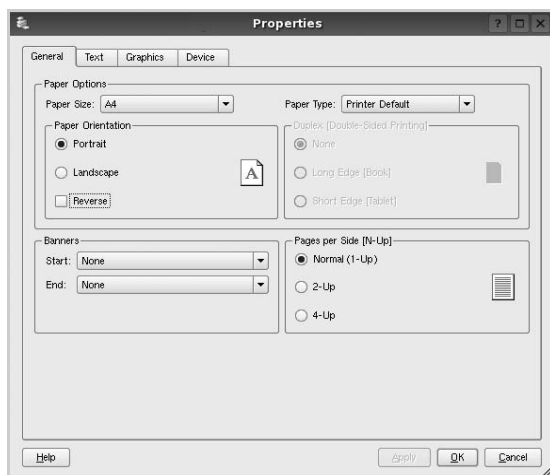 Properties
General Text Graphics Device
Paper Options
Paper Size: A4 Paper Type: Printer Default
Paper Orientation
Portrait
Landscape
Reverse
A
Duplex [Double-Sided Printing]
None
Long Edge [Book]
Short Edge [Tablet]
Banners
Start: None
End: None
Pages per Side [N-Up]
Normal (1-Up)
2-Up
4-Up
Help Apply OK Cancel